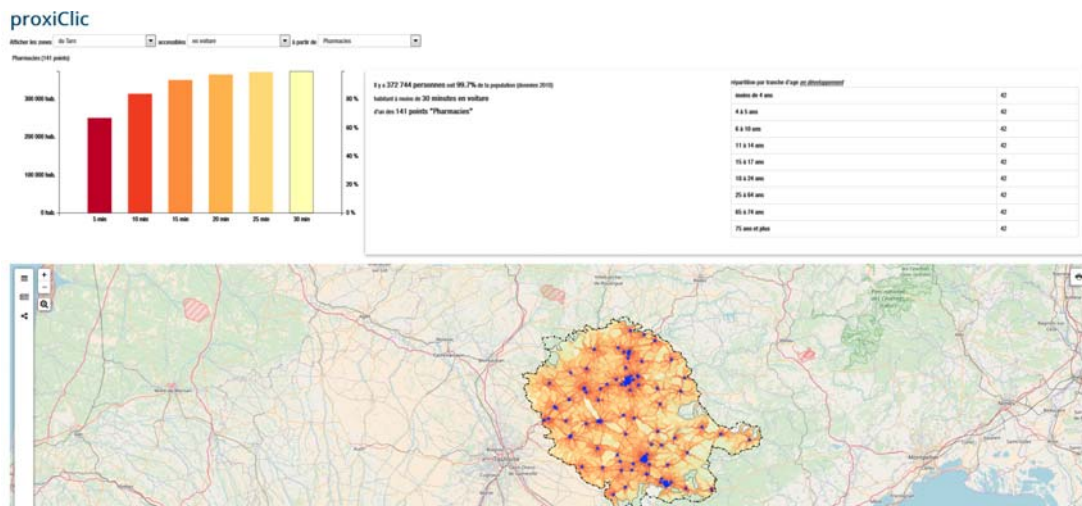 proxiClic
Afficher les zones du Tarn accessibles en voiture à partir de Pharmacies
Pharmacies (141 points)
300 000 hab.
200 000 hab.
100 000 hab.
0 hab.
80 %
60 %
40 %
20 %
0 %
5 min 10 min 15 min 20 min 25 min 30 min
Il y a 372 744 personnes soit 99.7% de la population (données 2010)
habitant à moins de 30 minutes en voiture
d'un des 141 points "Pharmacies"
répartition par tranche d'age en développement
moins de 4 ans 42
4 à 5 ans 42
6 à 10 ans 42
11 à 14 ans 42
15 à 17 ans 42
18 à 24 ans 42
25 à 64 ans 42
65 à 74 ans 42
75 ans et plus 42
+
−
Montauban
Toulouse
Montpellier